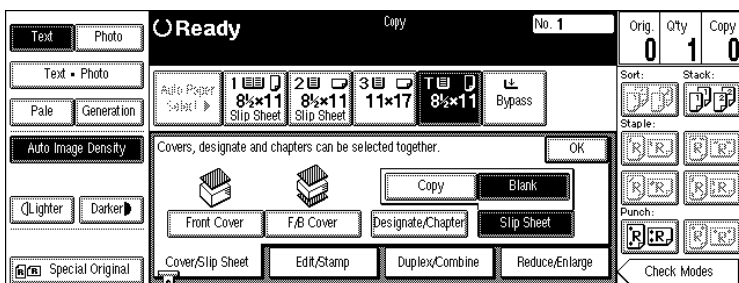 Text
Photo
Text • Photo
Pale
Generation
Auto Image Density
Lighter
Darker
Special Original
Ready
Copy
No. 1
Auto Paper
Select
1
8½×11
Slip Sheet
2
8½×11
Slip Sheet
3
11×17
T
8½×11
Bypass
Covers, designate and chapters can be selected together.
OK
Copy
Blank
Front Cover
F/B Cover
Designate/Chapter
Slip Sheet
Cover/Slip Sheet
Edit/Stamp
Duplex/Combine
Reduce/Enlarge
Orig.
Q'ty
Copy
0
1
0
Sort:
Stack:
Staple:
Punch:
Check Modes